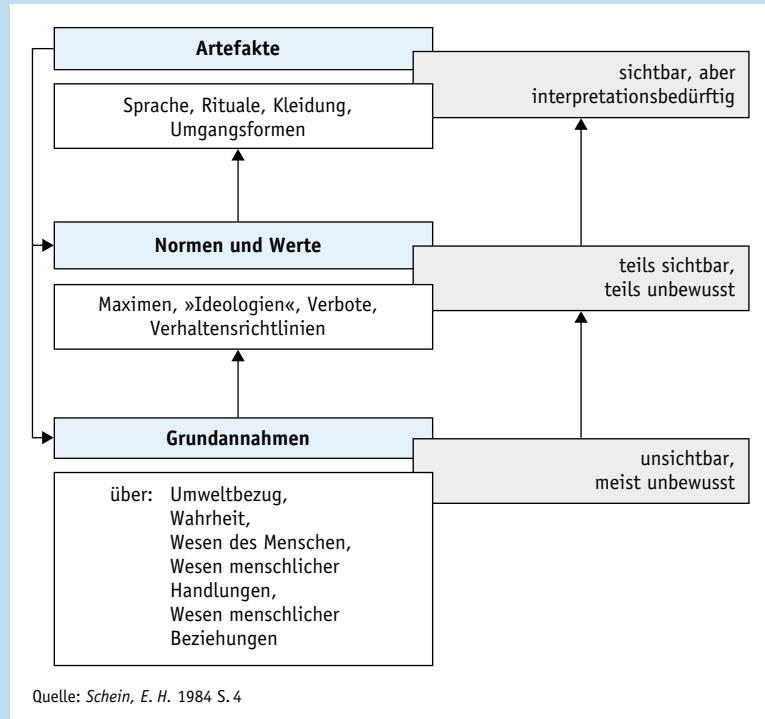 Artefakte
sichtbar, aber
interpretationsbedürftig
Sprache, Rituale, Kleidung,
Umgangsformen
Normen und Werte
teils sichtbar,
teils unbewusst
Maximen, »Ideologien«, Verbote,
Verhaltensrichtlinien
Grundannahmen
unsichtbar,
meist unbewusst
über: Umweltbezug,
Wahrheit,
Wesen des Menschen,
Wesen menschlicher
Handlungen,
Wesen menschlicher
Beziehungen
Quelle: Schein, E. H. 1984 S. 4